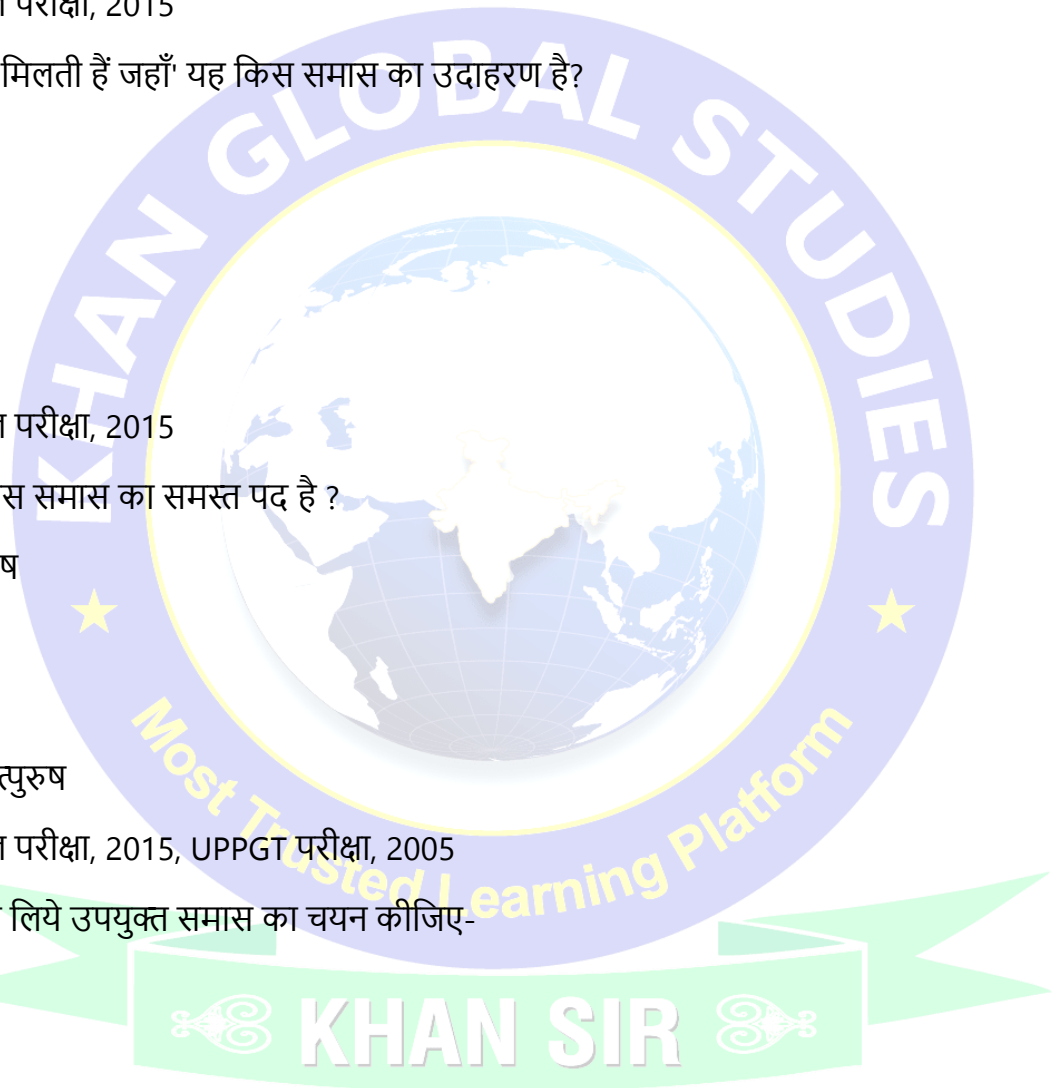 परीक्षा, 2015
मिलती हैं जहाँ' यह किस समास का उदाहरण है?
KHAN GLOBAL STUDIES
परीक्षा, 2015
स समास का समस्त पद है ?
ष
त्पुरुष
परीक्षा, 2015, UPPGT परीक्षा, 2005
लिये उपयुक्त समास का चयन कीजिए-
Most Trusted Learning Platform
KHAN SIR